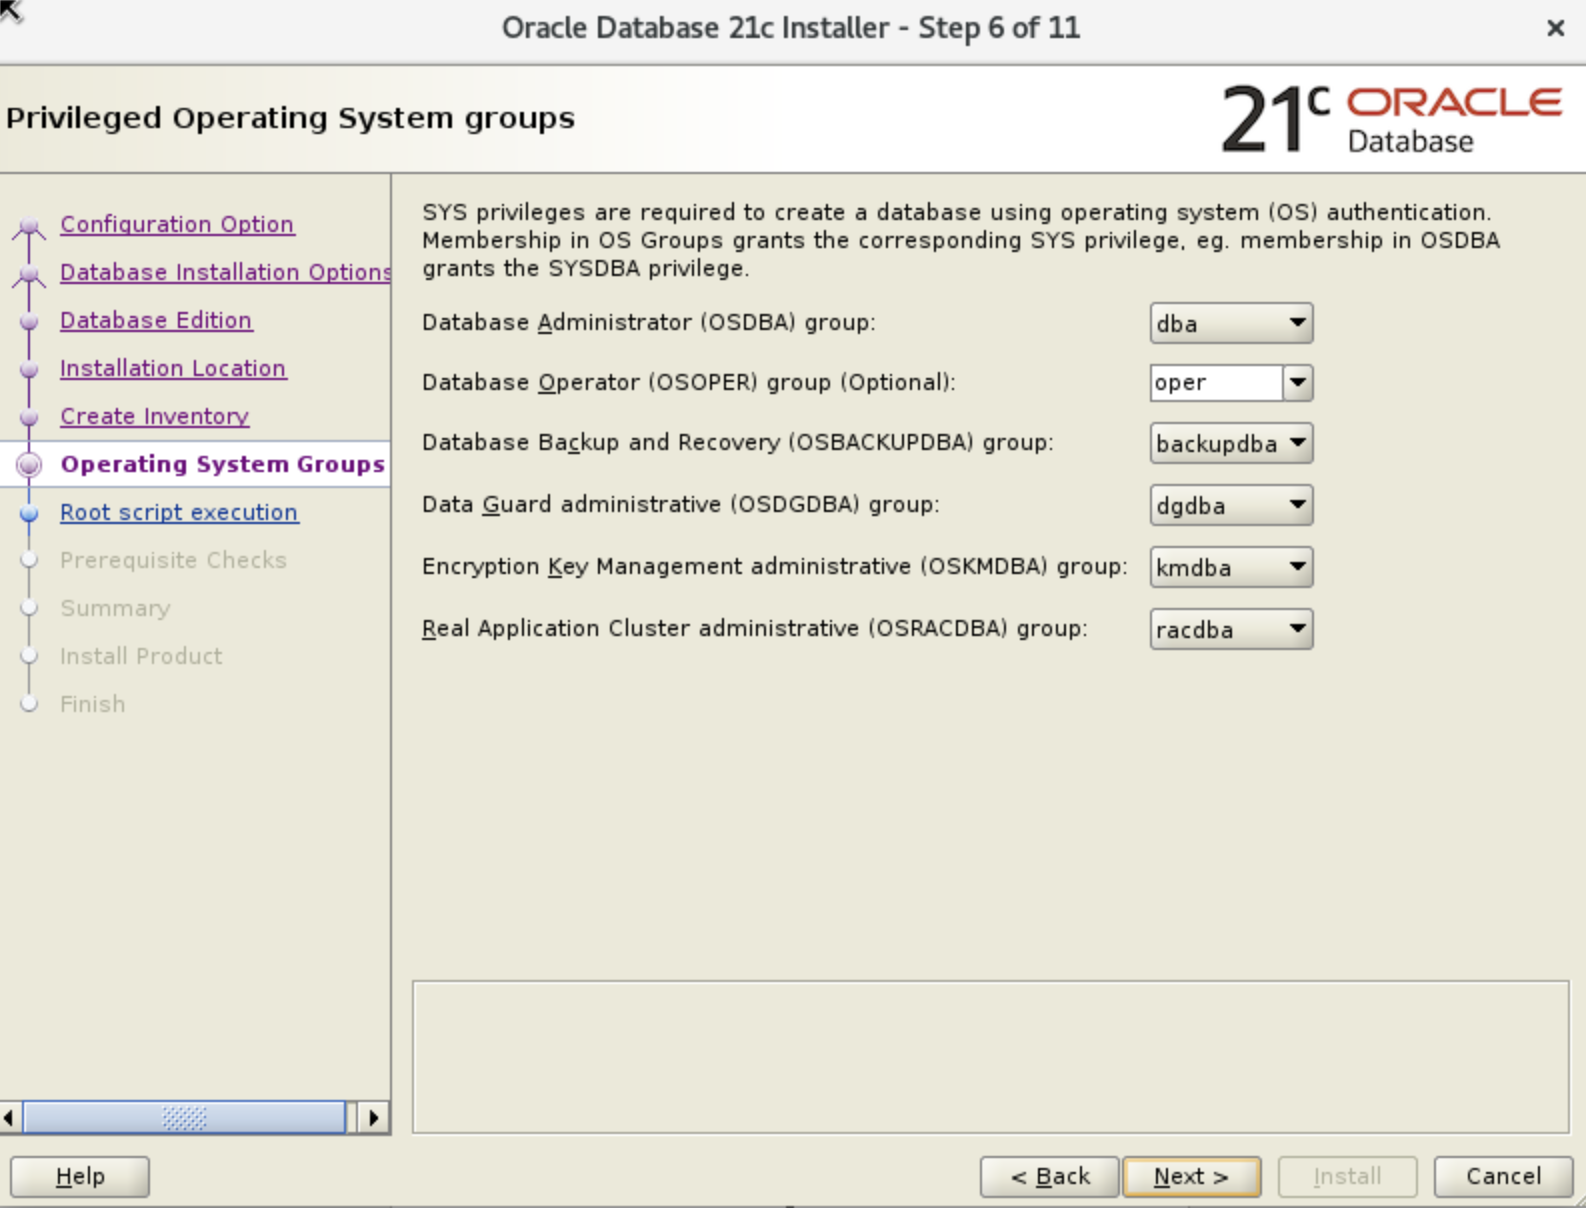 Oracle Database 21c Installer - Step 6 of 11
Privileged Operating System groups
21c ORACLE
Database
Configuration Option
Database Installation Options
Database Edition
Installation Location
Create Inventory
Operating System Groups
Root script execution
Prerequisite Checks
Summary
Install Product
Finish
SYS privileges are required to create a database using operating system (OS) authentication.
Membership in OS Groups grants the corresponding SYS privilege, eg. membership in OSDBA
grants the SYSDBA privilege.
Database Administrator (OSDBA) group: dba
Database Operator (OSOPER) group (Optional): oper
Database Backup and Recovery (OSBACKUPDBA) group: backupdba
Data Guard administrative (OSDGDBA) group: dgdba
Encryption Key Management administrative (OSKMDBA) group: kmdba
Real Application Cluster administrative (OSRACDBA) group: racdba
Help
< Back
Next >
Install
Cancel